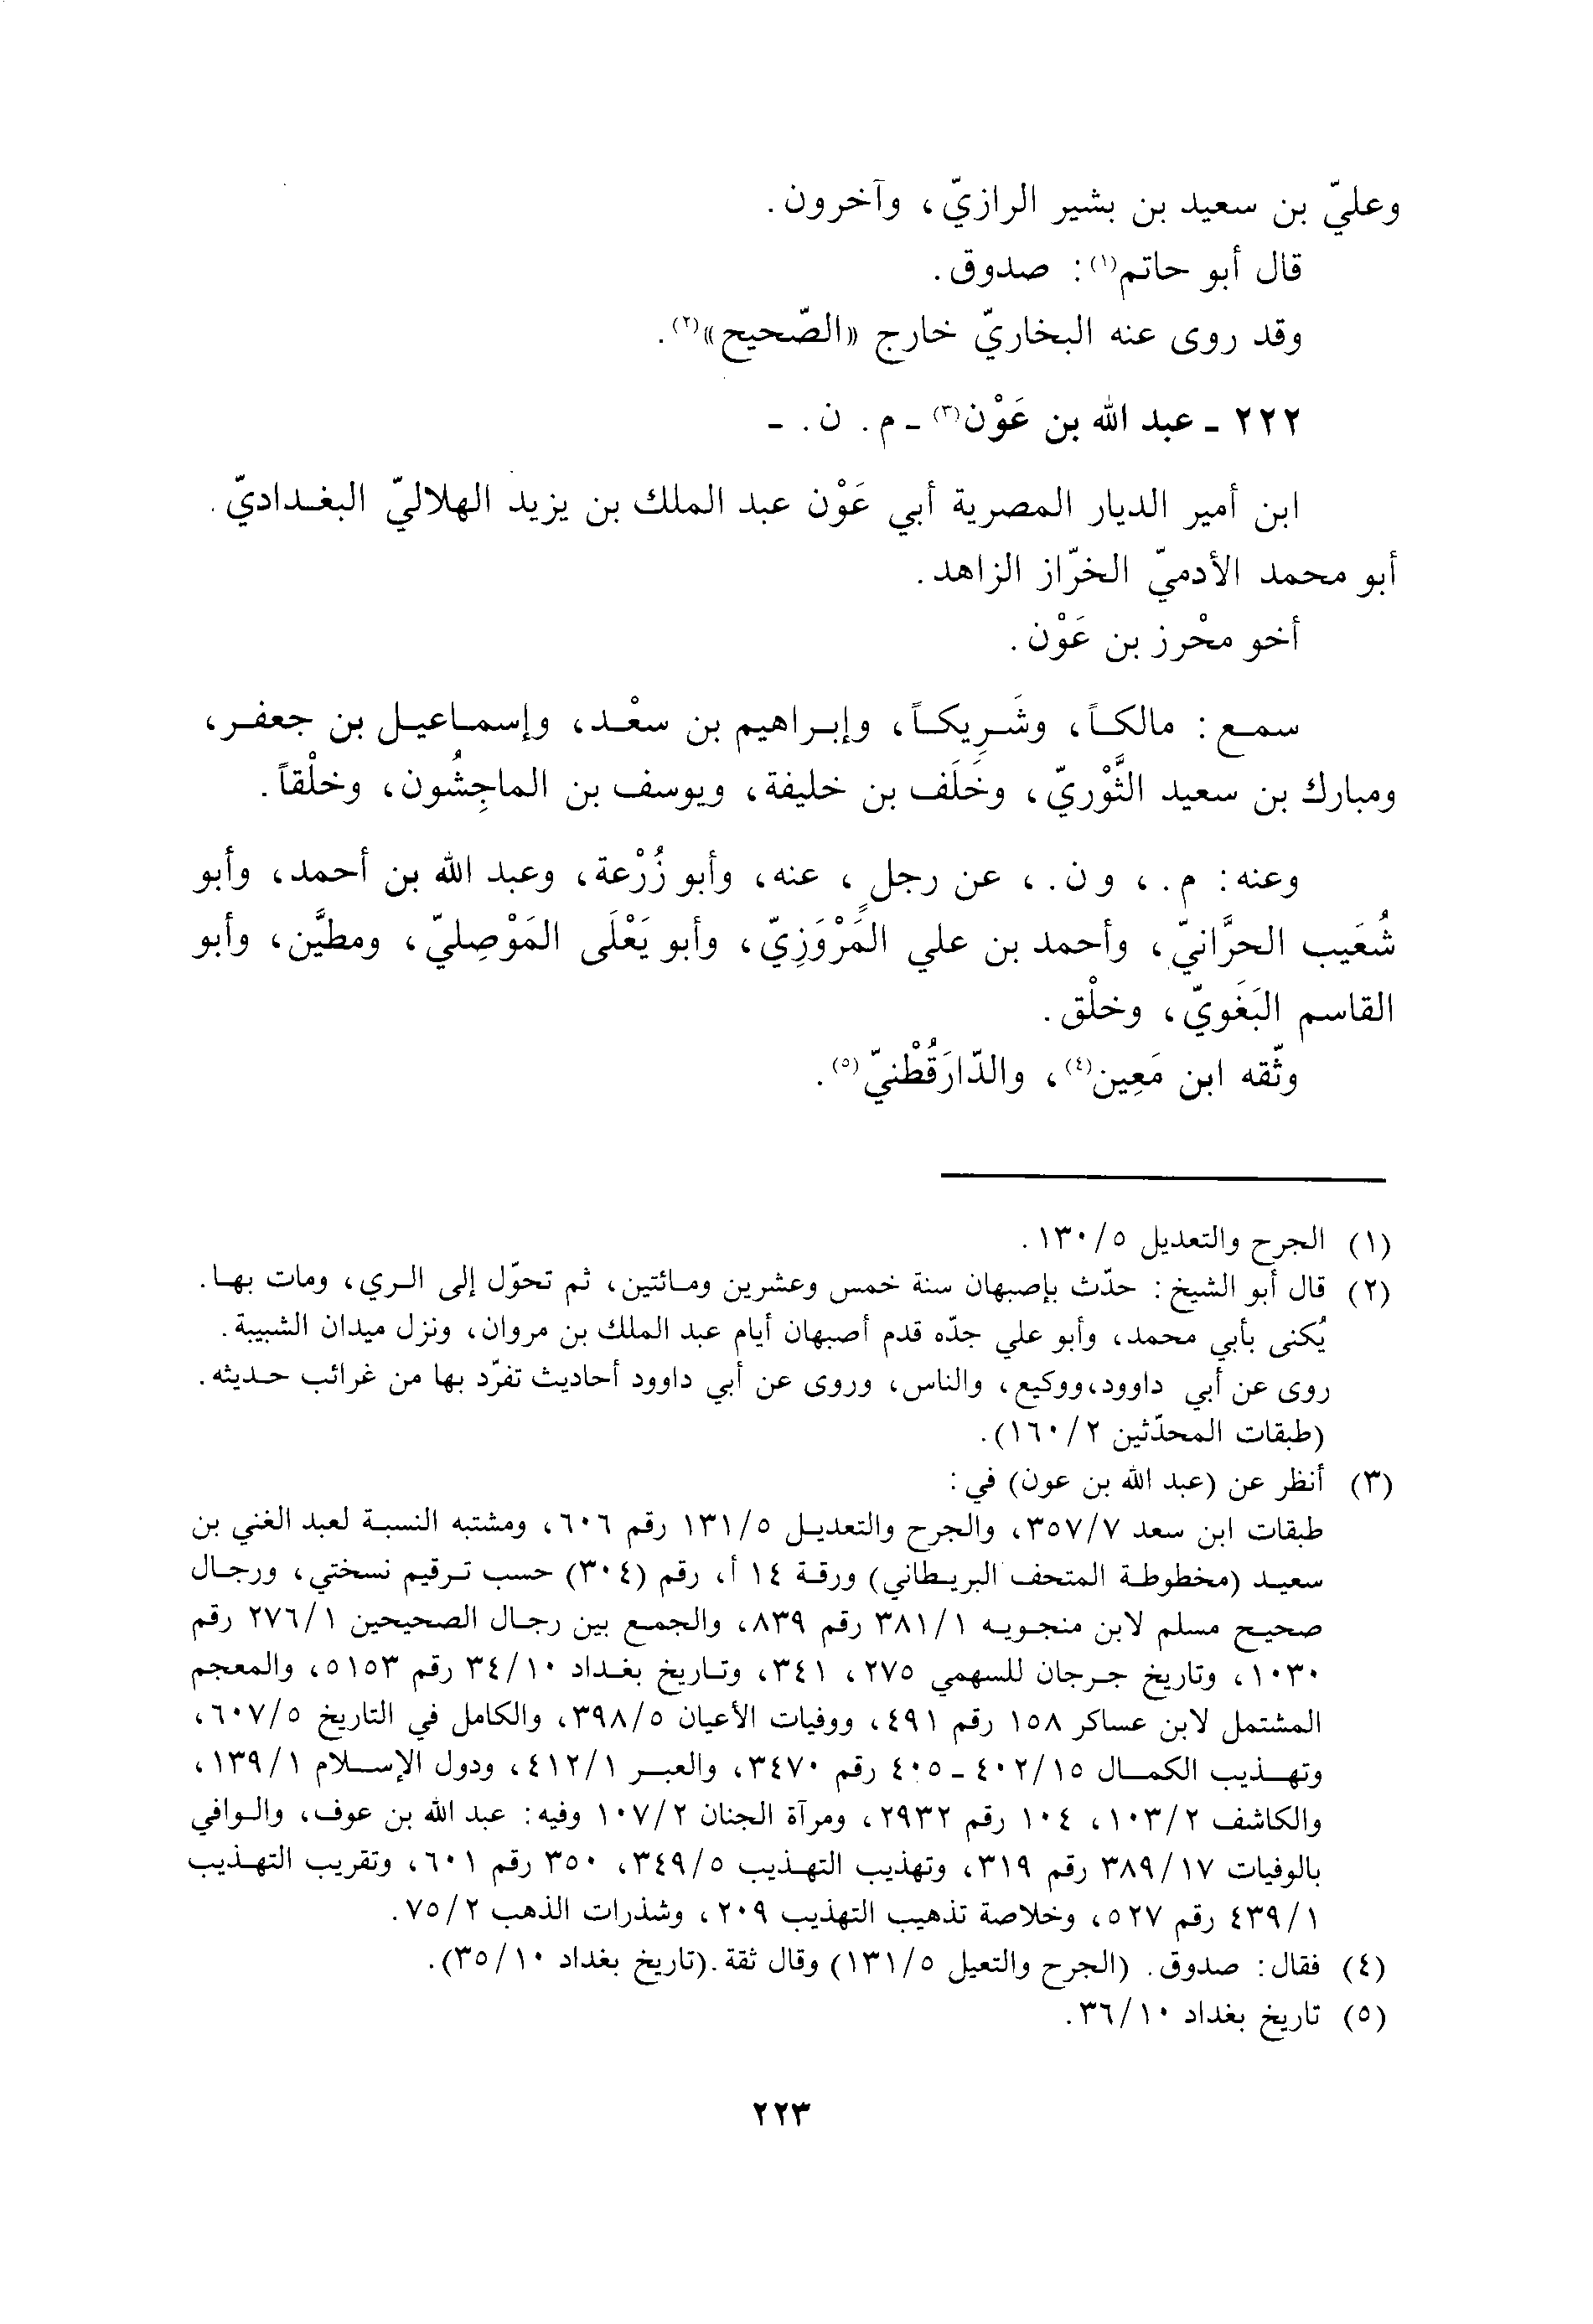 وعليّ بن سعيد بن بشير الرازيّ، وآخرون.
قال أبو حاتم(١): صدوق.
وقد روى عنه البخاريّ خارج «الصّحيح»(٢).
٢٢٢ ـ عبد الله بن عَوْن(٣) ـ م. ن. ـ
ابن أمير الديار المصرية أبي عَوْن عبد الملك بن يزيد الهلاليّ البغداديّ.
أبو محمد الأدميّ الخرّاز الزاهد.
أخو محْرز بن عَوْن.
سمع: مالكاً، وشَرِيكاً، وإبراهيم بن سعْد، وإسماعيل بن جعفر،
ومبارك بن سعيد الثَّوْريّ، وخَلَف بن خليفة، ويوسف بن الماجِشُون، وخلْقاً.
وعنه: م.، و ن.، عن رجلٍ، عنه، وأبو زُرْعة، وعبد الله بن أحمد، وأبو
شُعَيب الحرَّانيّ، وأحمد بن علي المَرْوَزِيّ، وأبو يَعْلَى المَوْصِليّ، ومطيَّن، وأبو
القاسم البَغَويّ، وخلْق.
وثّقه ابن مَعِين(٤)، والدّارَقُطْنيّ(٥).
(١) الجرح والتعديل ٥/١٣٠.
(٢) قال أبو الشيخ: حدّث بإصبهان سنة خمس وعشرين ومائتين، ثم تحوّل إلى الري، ومات بها.
يُكنى بأبي محمد، وأبو علي جدّه قدم أصبهان أيام عبد الملك بن مروان، ونزل ميدان الشبيبة.
روى عن أبي داوود،ووكيع، والناس، وروى عن أبي داوود أحاديث تفرّد بها من غرائب حديثه.
(طبقات المحدّثين ٢/١٦٠).
(٣) أنظر عن (عبد الله بن عون) في:
طبقات ابن سعد ٧/٣٥٧، والجرح والتعديل ٥/١٣١ رقم ٦٠٦، ومشتبه النسبة لعبد الغني بن
سعيد (مخطوطة المتحف البريطاني) ورقة ١٤ أ، رقم (٣٠٤) حسب ترقيم نسختي، ورجال
صحيح مسلم لابن منجويه ١/٣٨١ رقم ٨٣٩، والجمع بين رجال الصحيحين ١/٢٧٦ رقم
١٠٣٠، وتاريخ جرجان للسهمي ٢٧٥، ٣٤١، وتاريخ بغداد ١٠/٣٤ رقم ٥١٥٣، والمعجم
المشتمل لابن عساكر ١٥٨ رقم ٤٩١، ووفيات الأعيان ٥/٣٩٨، والكامل في التاريخ ٥/٦٠٧،
وتهذيب الكمال ١٥/٤٠٢ ـ ٤٠٥ رقم ٣٤٧٠، والعبر ١/٤١٢، ودول الإسلام ١/١٣٩،
والكاشف ٢/١٠٣، ١٠٤ رقم ٢٩٣٢، ومرآة الجنان ٢/١٠٧ وفيه: عبد الله بن عوف، والوافي
بالوفيات ١٧/٣٨٩ رقم ٣١٩، وتهذيب التهذيب ٥/٣٤٩، ٣٥٠ رقم ٦٠١، وتقريب التهذيب
١/٤٣٩ رقم ٥٢٧، وخلاصة تذهيب التهذيب ٢٠٩، وشذرات الذهب ٢/٧٥.
(٤) فقال: صدوق. (الجرح والتعيل ٥/١٣١) وقال ثقة.(تاريخ بغداد ١٠/٣٥).
(٥) تاريخ بغداد ١٠/٣٦.
٢٢٣